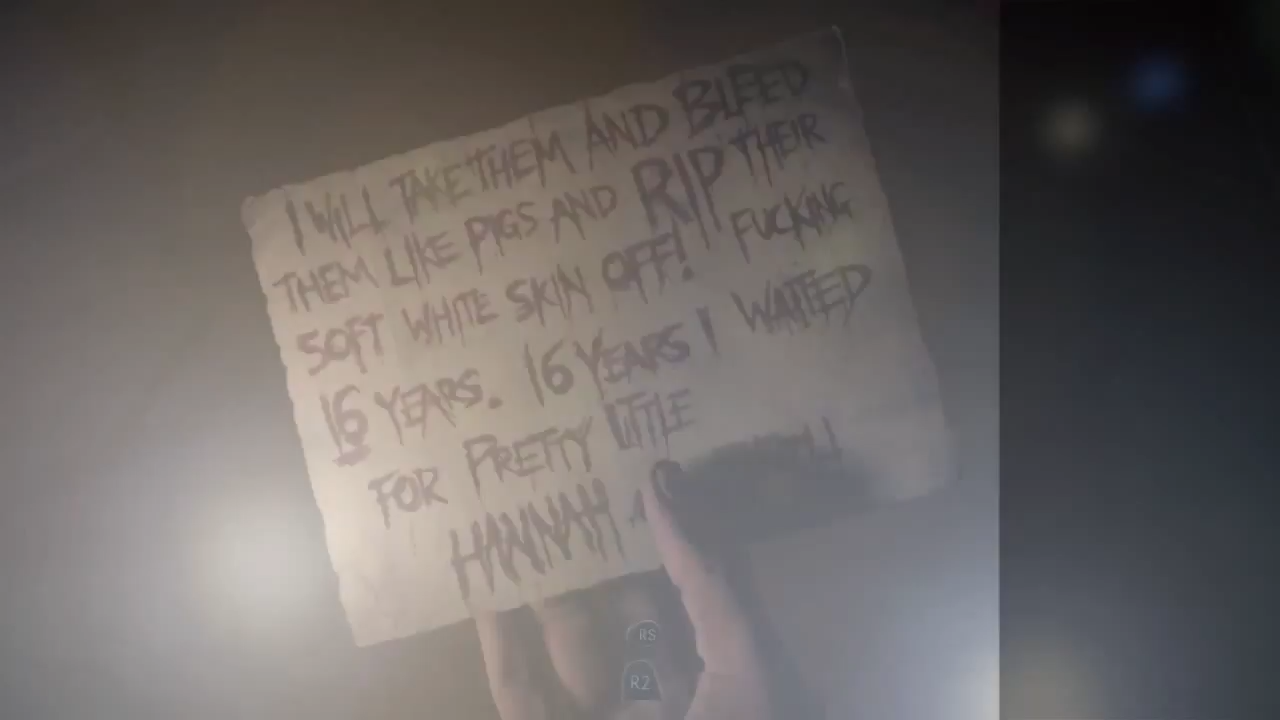 I WILL TAKE THEM AND BLEED
THEM LIKE PIGS AND RIP THEIR
SOFT WHITE SKIN OFF! FUCKING
16 YEARS. 16 YEARS I WAITED
FOR PRETTY LITTLE
HANNAH
RS
R2